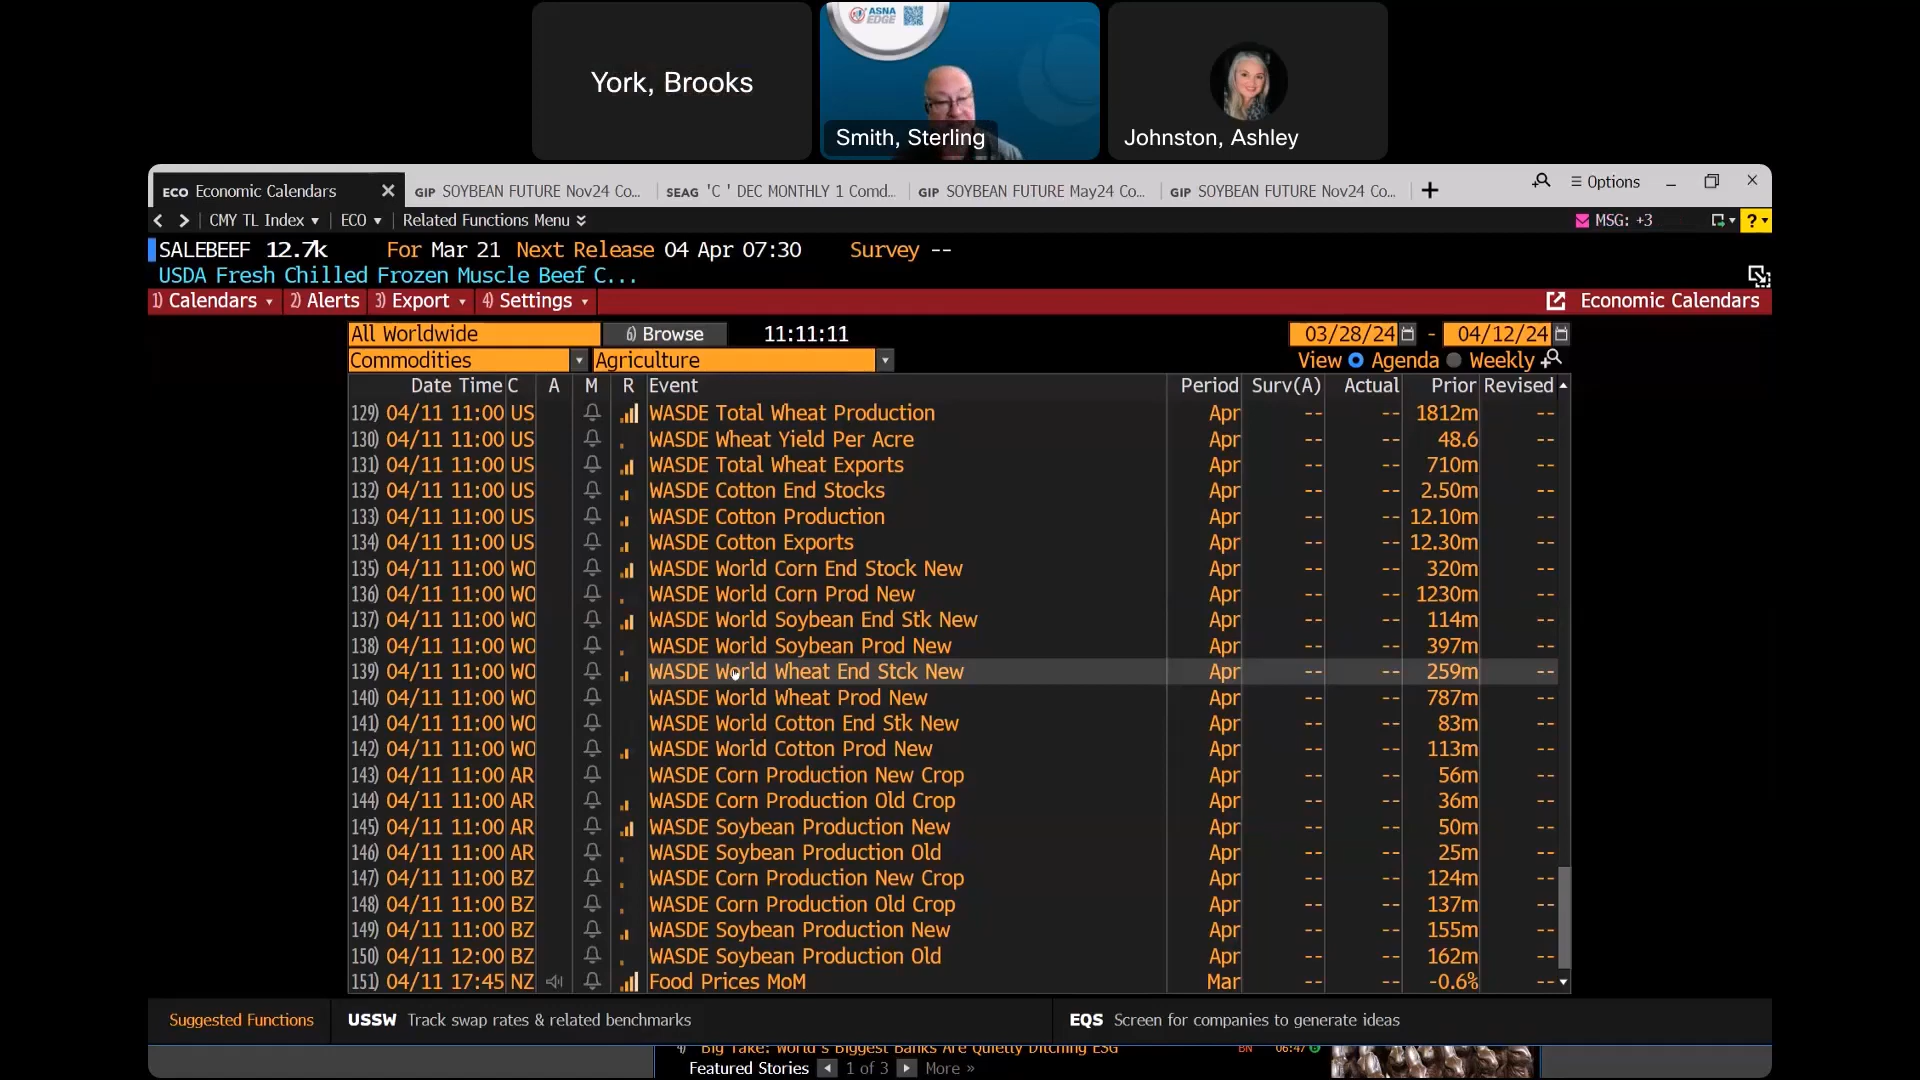 York, Brooks
ASNA
EDGE
Smith, Sterling
Johnston, Ashley
ECO Economic Calendars
GIP SOYBEAN FUTURE Nov24 Co...
SEAG 'C ' DEC MONTHLY 1 Comd...
GIP SOYBEAN FUTURE May24 Co...
GIP SOYBEAN FUTURE Nov24 Co...
Options
CMY TL Index ECO Related Functions Menu
MSG: +3 ?
SALEBEEF 12.7k For Mar 21 Next Release 04 Apr 07:30 Survey --
USDA Fresh Chilled Frozen Muscle Beef C...
1) Calendars 2) Alerts 3) Export 4) Settings Economic Calendars
All Worldwide 6) Browse 11:11:11 03/28/24 - 04/12/24
Commodities Agriculture View Agenda Weekly
Date Time C A M R Event Period Surv(A) Actual Prior Revised
129) 04/11 11:00 US WASDE Total Wheat Production Apr -- -- 1812m --
130) 04/11 11:00 US WASDE Wheat Yield Per Acre Apr -- -- 48.6 --
131) 04/11 11:00 US WASDE Total Wheat Exports Apr -- -- 710m --
132) 04/11 11:00 US WASDE Cotton End Stocks Apr -- -- 2.50m --
133) 04/11 11:00 US WASDE Cotton Production Apr -- -- 12.10m --
134) 04/11 11:00 US WASDE Cotton Exports Apr -- -- 12.30m --
135) 04/11 11:00 WO WASDE World Corn End Stock New Apr -- -- 320m --
136) 04/11 11:00 WO WASDE World Corn Prod New Apr -- -- 1230m --
137) 04/11 11:00 WO WASDE World Soybean End Stk New Apr -- -- 114m --
138) 04/11 11:00 WO WASDE World Soybean Prod New Apr -- -- 397m --
139) 04/11 11:00 WO WASDE World Wheat End Stck New Apr -- -- 259m --
140) 04/11 11:00 WO WASDE World Wheat Prod New Apr -- -- 787m --
141) 04/11 11:00 WO WASDE World Cotton End Stk New Apr -- -- 83m --
142) 04/11 11:00 WO WASDE World Cotton Prod New Apr -- -- 113m --
143) 04/11 11:00 AR WASDE Corn Production New Crop Apr -- -- 56m --
144) 04/11 11:00 AR WASDE Corn Production Old Crop Apr -- -- 36m --
145) 04/11 11:00 AR WASDE Soybean Production New Apr -- -- 50m --
146) 04/11 11:00 AR WASDE Soybean Production Old Apr -- -- 25m --
147) 04/11 11:00 BZ WASDE Corn Production New Crop Apr -- -- 124m --
148) 04/11 11:00 BZ WASDE Corn Production Old Crop Apr -- -- 137m --
149) 04/11 11:00 BZ WASDE Soybean Production New Apr -- -- 155m --
150) 04/11 12:00 BZ WASDE Soybean Production Old Apr -- -- 162m --
151) 04/11 17:45 NZ Food Prices MoM Mar -- -- -0.6% --
Suggested Functions USSW Track swap rates & related benchmarks EQS Screen for companies to generate ideas
4) Big Take: World's Biggest Banks Are Quietly Ditching ESG BN 06:47
Featured Stories 1 of 3 More »